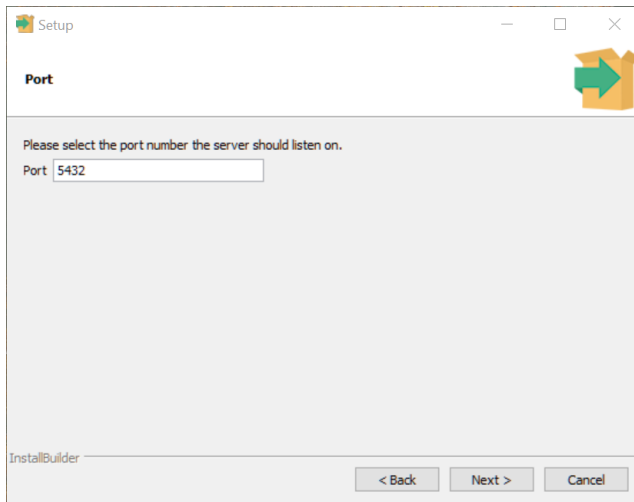 Setup
Port
Please select the port number the server should listen on.
Port 5432
InstallBuilder
< Back Next > Cancel